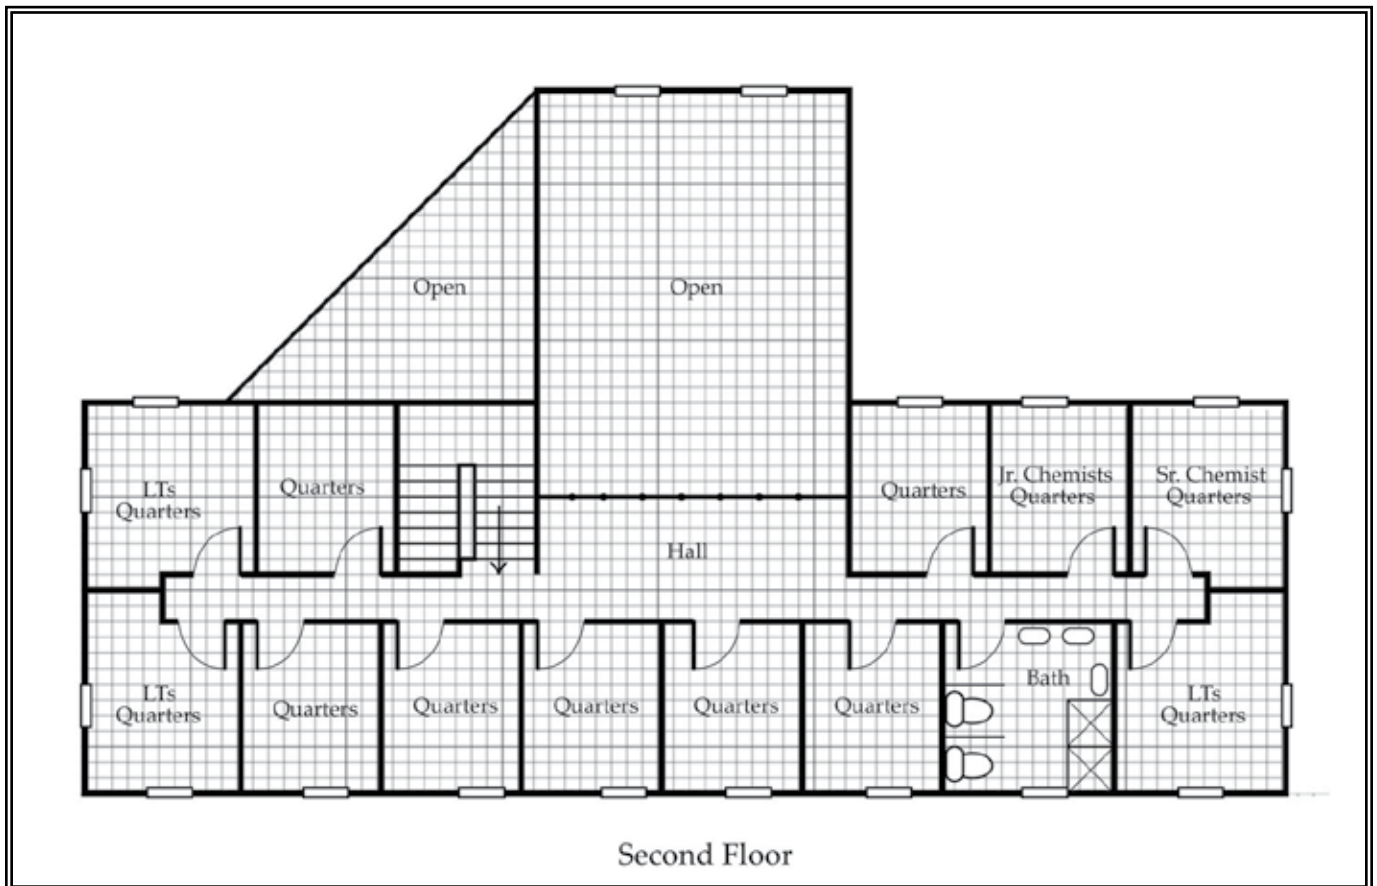 Open
Open
LTs
Quarters
Quarters
Quarters
Jr. Chemists
Quarters
Sr. Chemist
Quarters
Hall
LTs
Quarters
Quarters
Quarters
Quarters
Quarters
Quarters
Bath
LTs
Quarters
Second Floor